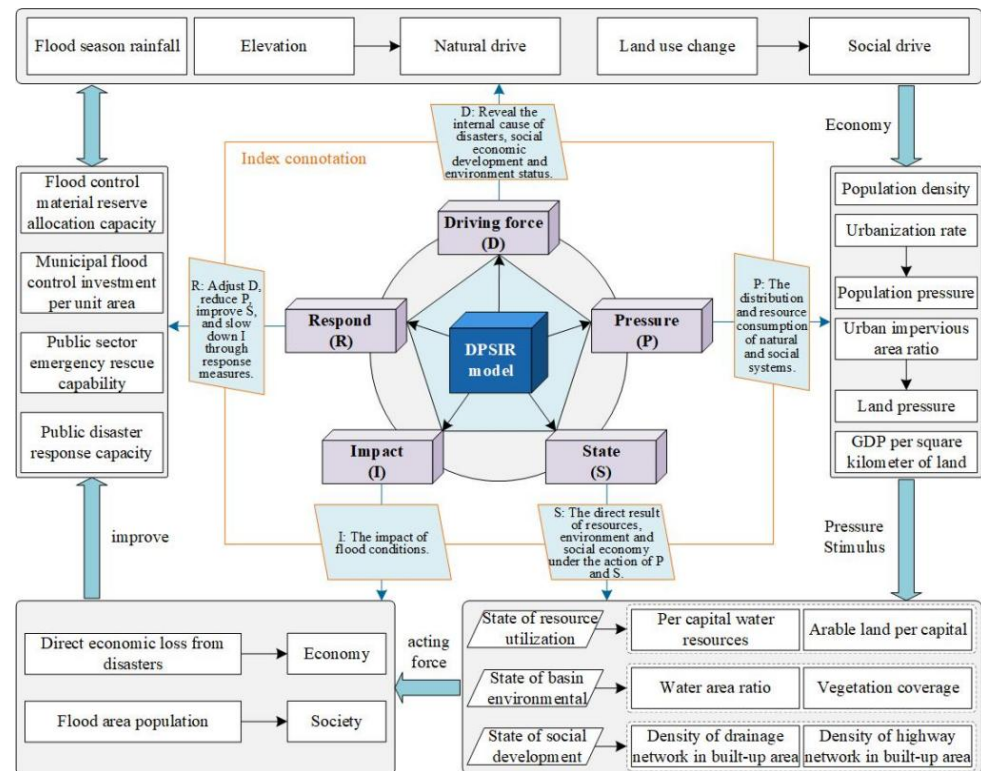 Flood season rainfall
Elevation
Natural drive
Land use change
Social drive
D: Reveal the
internal cause of
disasters, social
economic
development and
environment status.
Economy
Index connotation
Flood control
material reserve
allocation capacity
Municipal flood
control investment
per unit area
Public sector
emergency rescue
capability
Public disaster
response capacity
R: Adjust D,
reduce P,
improve S,
and slow
down I
through
response
measures.
Driving force
(D)
Respond
(R)
DPSIR
model
Pressure
(P)
Impact
(I)
State
(S)
P: The
distribution
and resource
consumption
of natural
and social
systems.
Population density
Urbanization rate
Population pressure
Urban impervious
area ratio
Land pressure
GDP per square
kilometer of land
improve
I: The impact of
flood conditions.
S: The direct result
of resources,
environment and
social economy
under the action of P
and S.
Pressure
Stimulus
Direct economic loss from
disasters
Economy
Flood area population
Society
acting
force
State of resource
utilization
Per capital water
resources
Arable land per capital
State of basin
environmental
Water area ratio
Vegetation coverage
State of social
development
Density of drainage
network in built-up area
Density of highway
network in built-up area